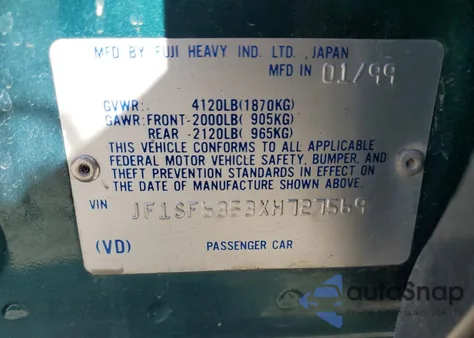 MFD BY FUJI HEAVY IND. LTD., JAPAN
MFD IN 01/99
GVWR: 4120LB(1870KG)
GAWR: FRONT-2000LB( 905KG)
REAR -2120LB( 965KG)
THIS VEHICLE CONFORMS TO ALL APPLICABLE
FEDERAL MOTOR VEHICLE SAFETY, BUMPER, AND
THEFT PREVENTION STANDARDS IN EFFECT ON THE
DATE OF MANUFACTURE SHOWN ABOVE.
VIN
(VD) PASSENGER CAR
autoSnap